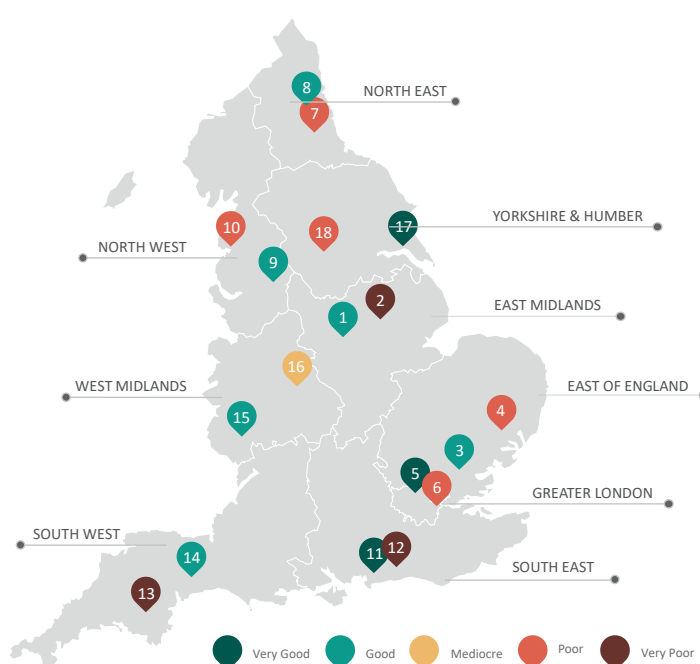 8
NORTH EAST
7
YORKSHIRE & HUMBER
10
18
17
NORTH WEST
9
2
EAST MIDLANDS
1
16
WEST MIDLANDS
EAST OF ENGLAND
4
15
3
5
6
GREATER LONDON
SOUTH WEST
12
11
14
SOUTH EAST
13
Very Good
Good
Mediocre
Poor
Very Poor